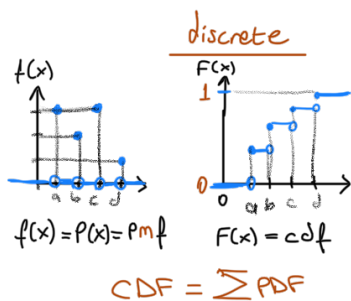 discrete
f(x)
F(x)
1
0
a b c d
0 a b c d
f(x) = P(x) = pmf
F(x) = cdf
CDF = ∑ PDF